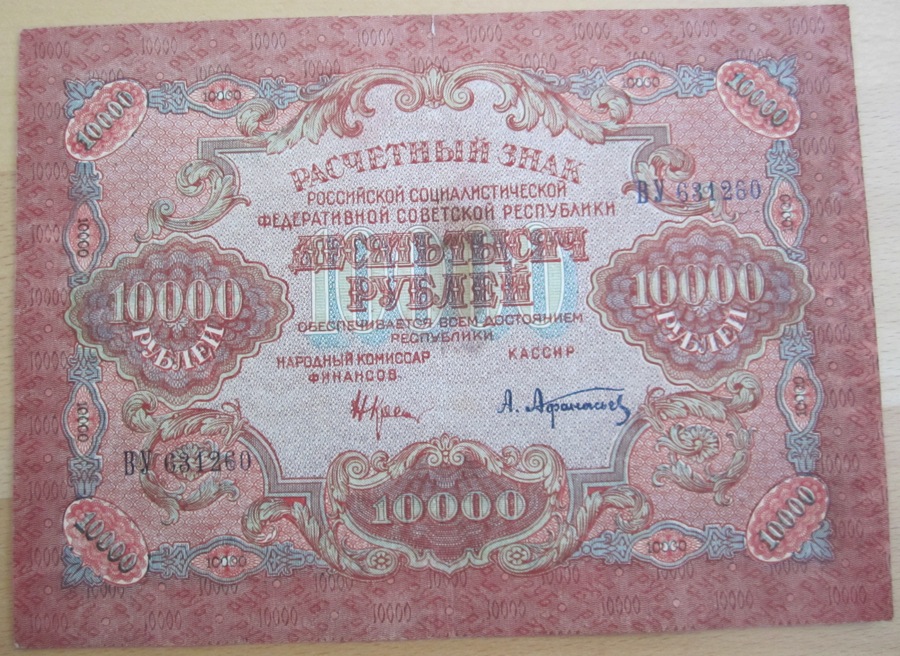 10000
10000
РАСЧЕТНЫЙ ЗНАК
РОССИЙСКОЙ СОЦИАЛИСТИЧЕСКОЙ
ФЕДЕРАТИВНОЙ СОВЕТСКОЙ РЕСПУБЛИКИ
ВУ 631260
ДЕСЯТЬ ТЫСЯЧ
РУБЛЕЙ
10000
РУБЛЕЙ
10000
10000
РУБЛЕЙ
ОБЕСПЕЧИВАЕТСЯ ВСЕМ ДОСТОЯНИЕМ
РЕСПУБЛИКИ
НАРОДНЫЙ КОМИССАР
ФИНАНСОВ.
КАССИР
А. Афанасьев
ВУ 631260
10000
10000
10000